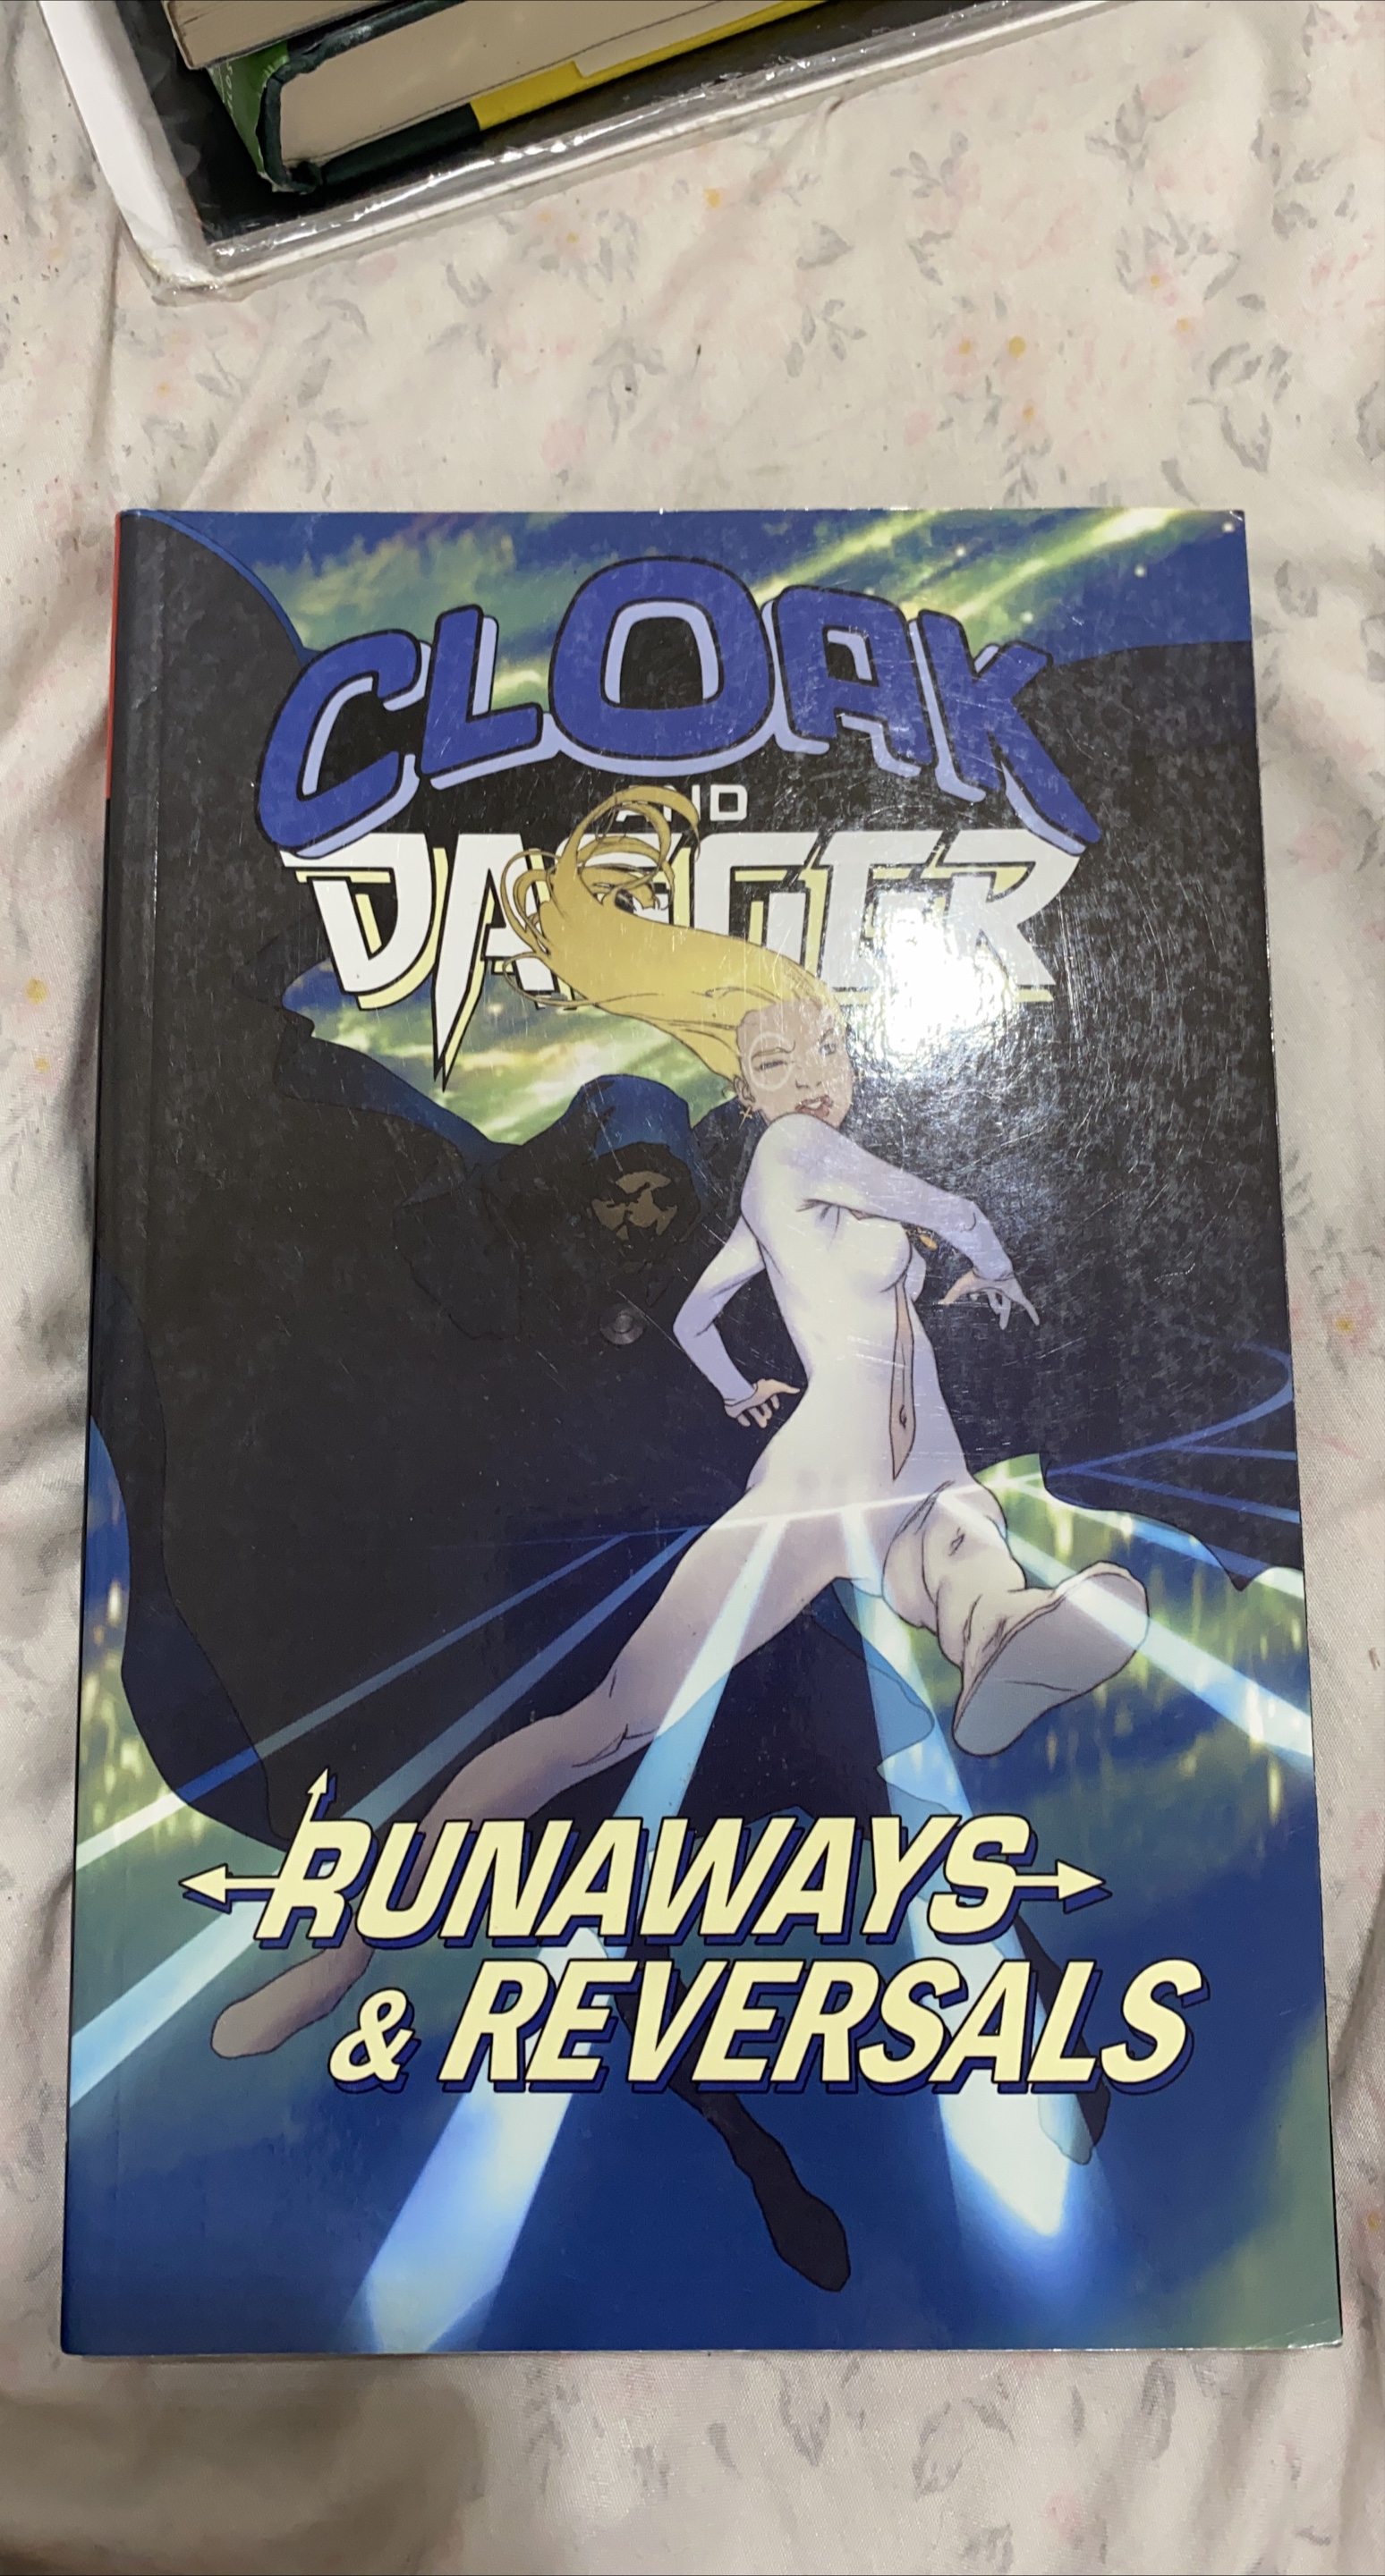 CLOAK
AND
DAGGER
RUNAWAYS
& REVERSALS